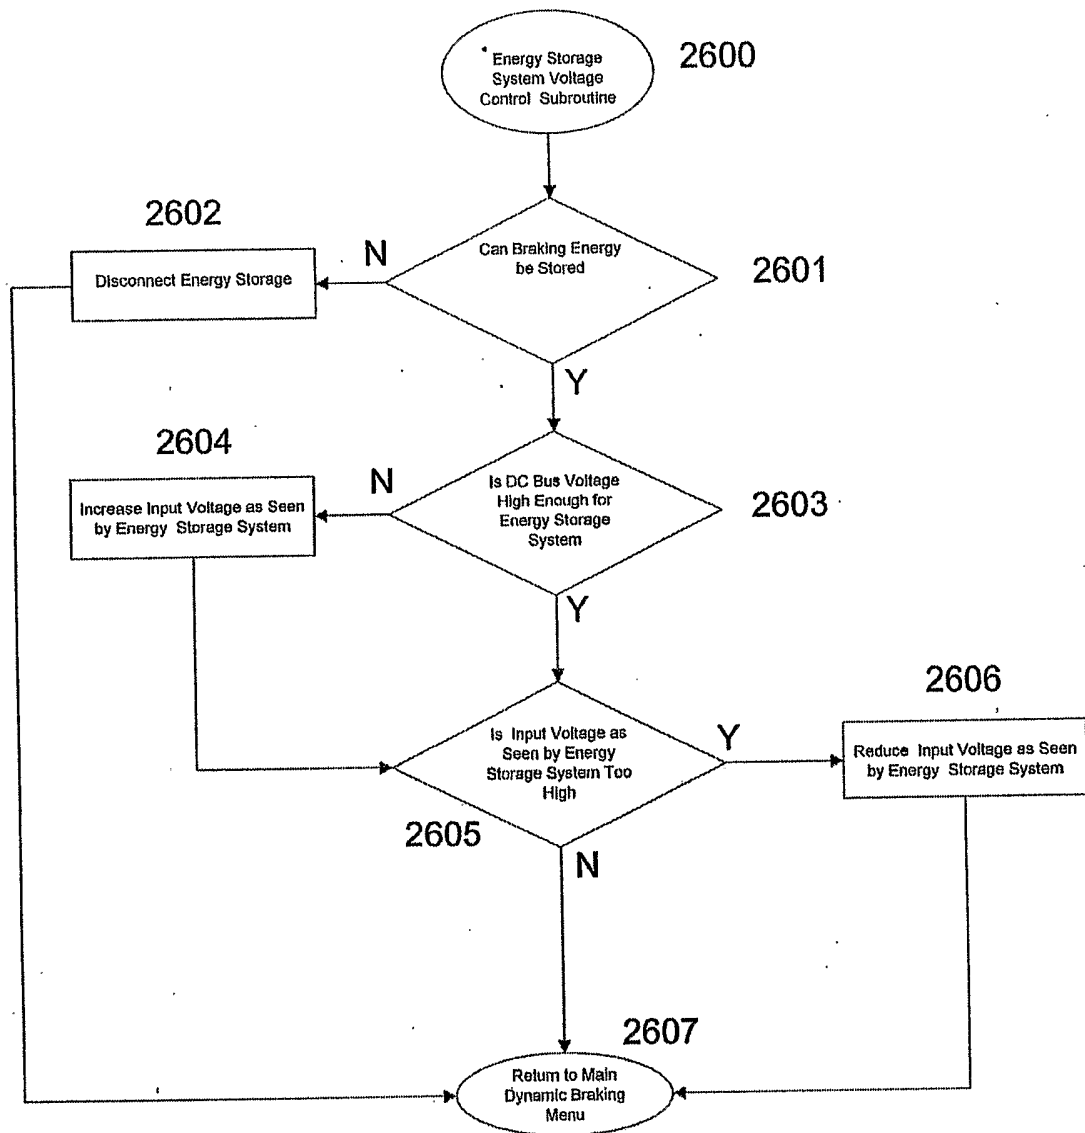 Energy Storage
System Voltage
Control Subroutine
2600
Can Braking Energy
be Stored
2601
N
2602
Disconnect Energy Storage
Y
Is DC Bus Voltage
High Enough for
Energy Storage
System
2603
N
2604
Increase Input Voltage as Seen
by Energy Storage System
Y
Is Input Voltage as
Seen by Energy
Storage System Too
High
2605
Y
2606
Reduce Input Voltage as Seen
by Energy Storage System
N
2607
Return to Main
Dynamic Braking
Menu